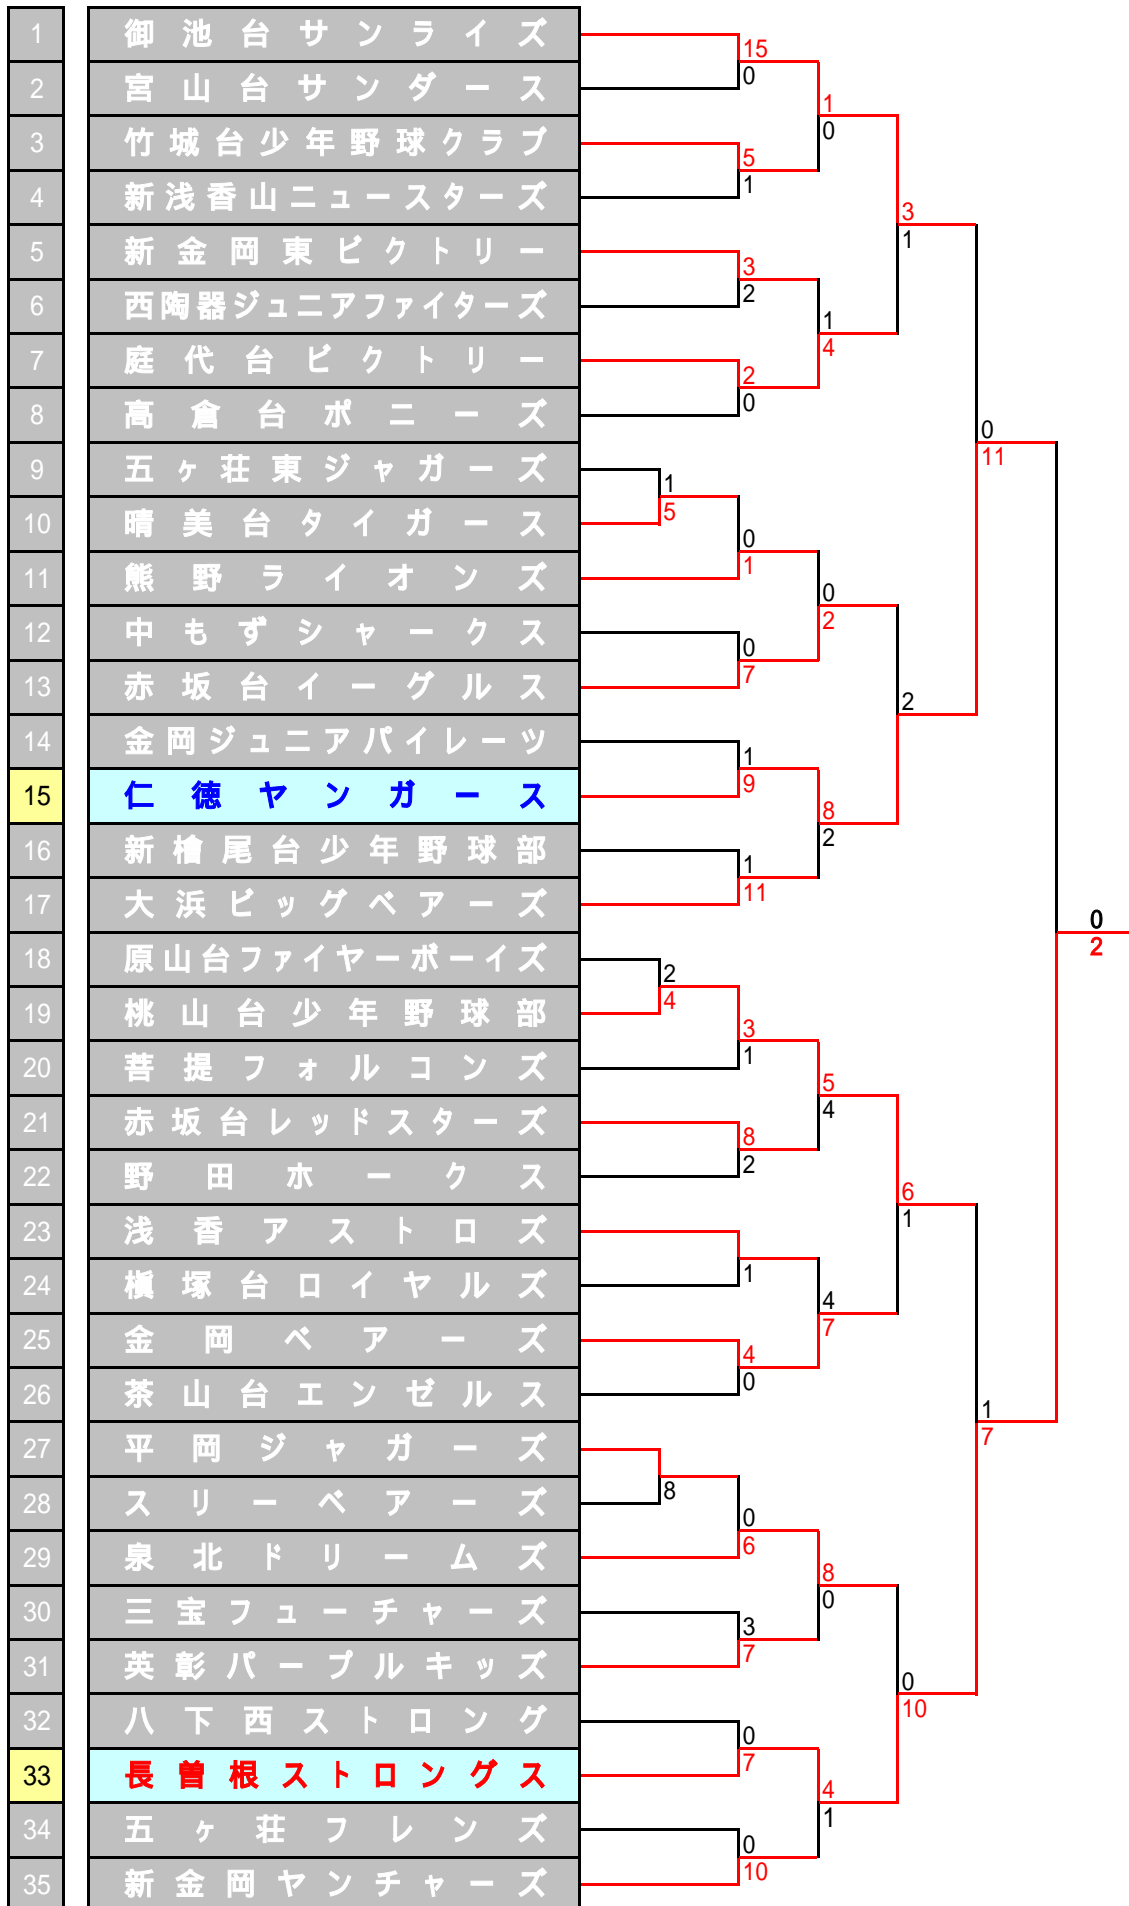 1 御池台サンライズ
2 宮山台サンダース
3 竹城台少年野球クラブ
4 新浅香山ニュースターズ
5 新金岡東ビクトリー
6 西陶器ジュニアファイターズ
7 庭代台ビクトリー
8 高倉台ポニーズ
9 五ヶ荘東ジャガーズ
10 晴美台タイガース
11 熊野ライオンズ
12 中もずシャークス
13 赤坂台イーグルス
14 金岡ジュニアパイレーツ
15 仁徳ヤンガース
16 新檜尾台少年野球部
17 大浜ビッグベアーズ
18 原山台ファイヤーボーイズ
19 桃山台少年野球部
20 菩提フォルコンズ
21 赤坂台レッドスターズ
22 野田ホークス
23 浅香アストロズ
24 槇塚台ロイヤルズ
25 金岡ベアーズ
26 茶山台エンゼルス
27 平岡ジャガーズ
28 スリーベアーズ
29 泉北ドリームズ
30 三宝フューチャーズ
31 英彰パープルキッズ
32 八下西ストロング
33 長曽根ストロングス
34 五ヶ荘フレンズ
35 新金岡ヤンチャーズ
1
5
2
4
8
15
0
5
1
3
2
2
0
0
1
0
7
1
9
1
11
3
1
8
2
1
4
0
0
6
3
7
0
7
0
10
1
0
1
4
0
2
8
2
5
4
4
7
8
0
4
1
3
1
2
6
1
0
10
0
11
1
7
0
2